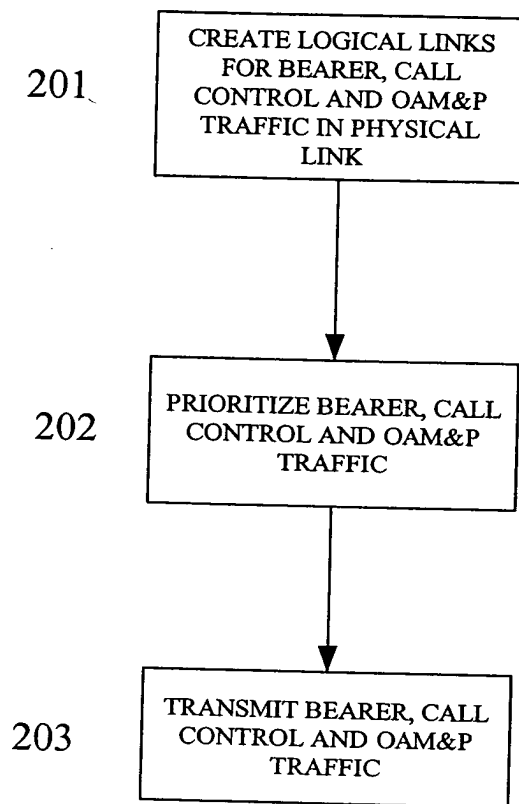 201
CREATE LOGICAL LINKS
FOR BEARER, CALL
CONTROL AND OAM&P
TRAFFIC IN PHYSICAL
LINK
202
PRIORITIZE BEARER, CALL
CONTROL AND OAM&P
TRAFFIC
203
TRANSMIT BEARER, CALL
CONTROL AND OAM&P
TRAFFIC